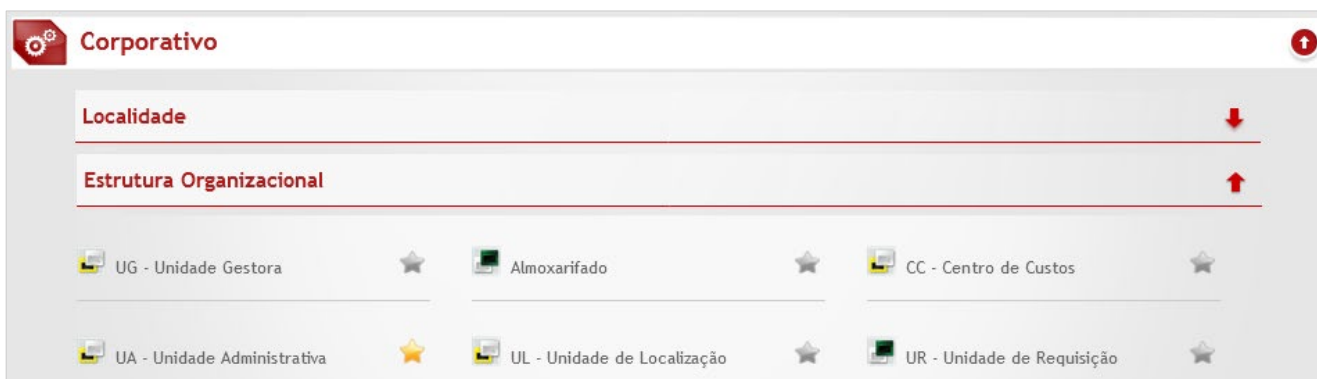 Corporativo
Localidade
Estrutura Organizacional
UG - Unidade Gestora
Almoxarifado
CC - Centro de Custos
UA - Unidade Administrativa
UL - Unidade de Localização
UR - Unidade de Requisição